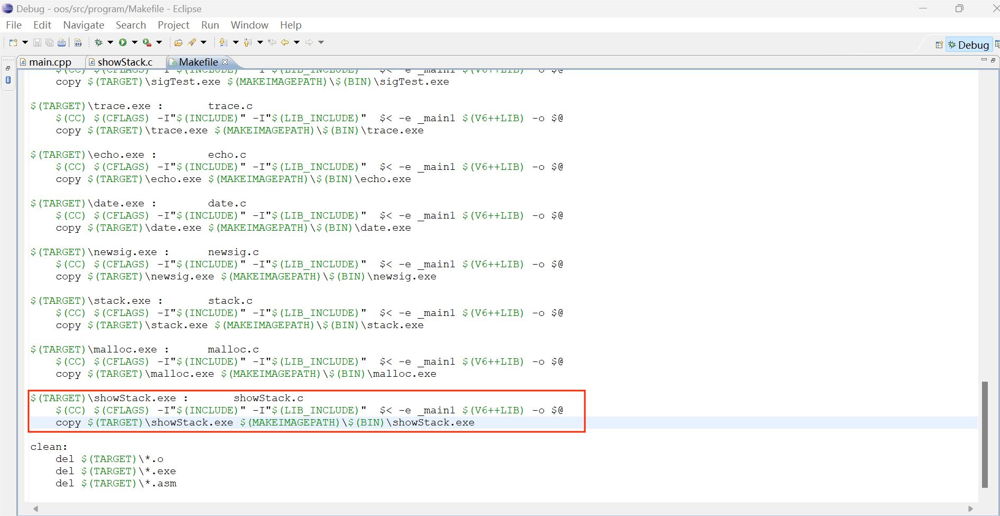 Debug - oos/src/program/Makefile - Eclipse
File Edit Navigate Search Project Run Window Help
Debug
main.cpp showStack.c Makefile
$(CC) $(CFLAGS) -I"$(INCLUDE)" -I"$(LIB_INCLUDE)" $< -e _main1 $(V6++LIB) -o $@
copy $(TARGET)\sigTest.exe $(MAKEIMAGEPATH)\$(BIN)\sigTest.exe
$(TARGET)\trace.exe : trace.c
$(CC) $(CFLAGS) -I"$(INCLUDE)" -I"$(LIB_INCLUDE)" $< -e _main1 $(V6++LIB) -o $@
copy $(TARGET)\trace.exe $(MAKEIMAGEPATH)\$(BIN)\trace.exe
$(TARGET)\echo.exe : echo.c
$(CC) $(CFLAGS) -I"$(INCLUDE)" -I"$(LIB_INCLUDE)" $< -e _main1 $(V6++LIB) -o $@
copy $(TARGET)\echo.exe $(MAKEIMAGEPATH)\$(BIN)\echo.exe
$(TARGET)\date.exe : date.c
$(CC) $(CFLAGS) -I"$(INCLUDE)" -I"$(LIB_INCLUDE)" $< -e _main1 $(V6++LIB) -o $@
copy $(TARGET)\date.exe $(MAKEIMAGEPATH)\$(BIN)\date.exe
$(TARGET)\newsig.exe : newsig.c
$(CC) $(CFLAGS) -I"$(INCLUDE)" -I"$(LIB_INCLUDE)" $< -e _main1 $(V6++LIB) -o $@
copy $(TARGET)\newsig.exe $(MAKEIMAGEPATH)\$(BIN)\newsig.exe
$(TARGET)\stack.exe : stack.c
$(CC) $(CFLAGS) -I"$(INCLUDE)" -I"$(LIB_INCLUDE)" $< -e _main1 $(V6++LIB) -o $@
copy $(TARGET)\stack.exe $(MAKEIMAGEPATH)\$(BIN)\stack.exe
$(TARGET)\malloc.exe : malloc.c
$(CC) $(CFLAGS) -I"$(INCLUDE)" -I"$(LIB_INCLUDE)" $< -e _main1 $(V6++LIB) -o $@
copy $(TARGET)\malloc.exe $(MAKEIMAGEPATH)\$(BIN)\malloc.exe
$(TARGET)\showStack.exe : showStack.c
$(CC) $(CFLAGS) -I"$(INCLUDE)" -I"$(LIB_INCLUDE)" $< -e _main1 $(V6++LIB) -o $@
copy $(TARGET)\showStack.exe $(MAKEIMAGEPATH)\$(BIN)\showStack.exe
clean:
del $(TARGET)\*.o
del $(TARGET)\*.exe
del $(TARGET)\*.asm